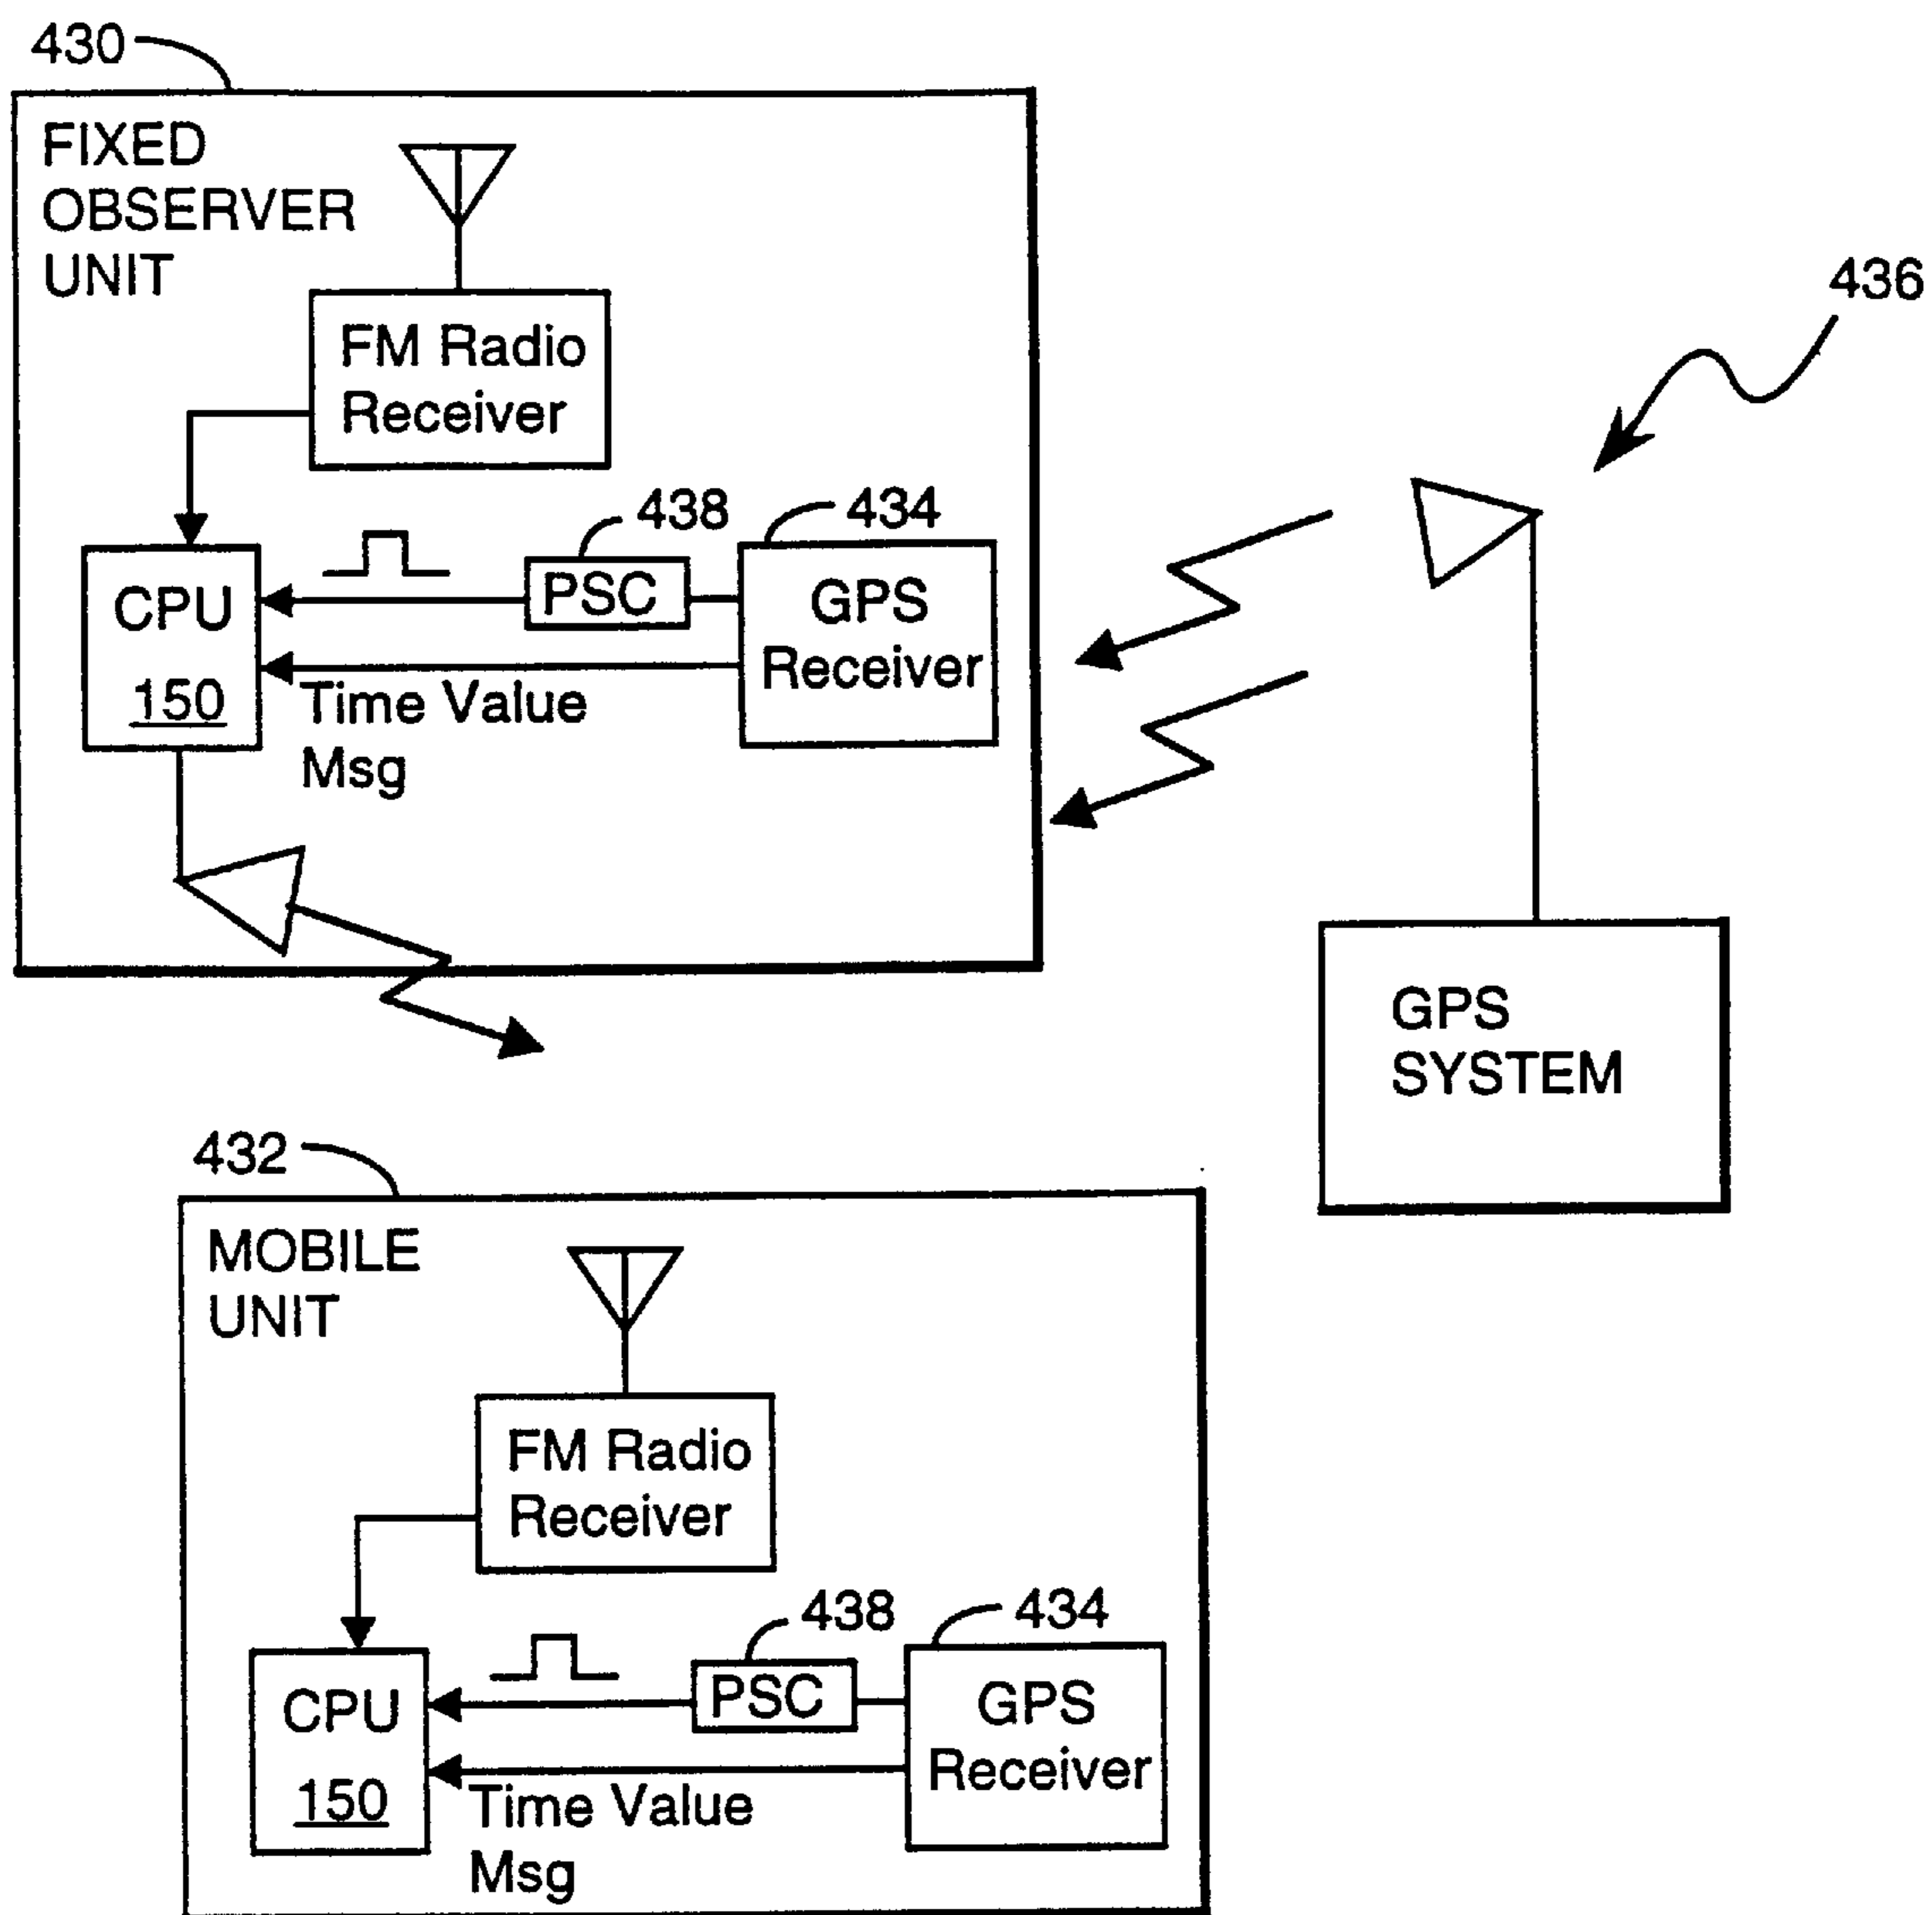 430
FIXED
OBSERVER
UNIT
436
FM Radio
Receiver
438
434
CPU
150
PSC
GPS
Receiver
Time Value
Msg
GPS
SYSTEM
432
MOBILE
UNIT
FM Radio
Receiver
438
434
CPU
150
PSC
GPS
Receiver
Time Value
Msg